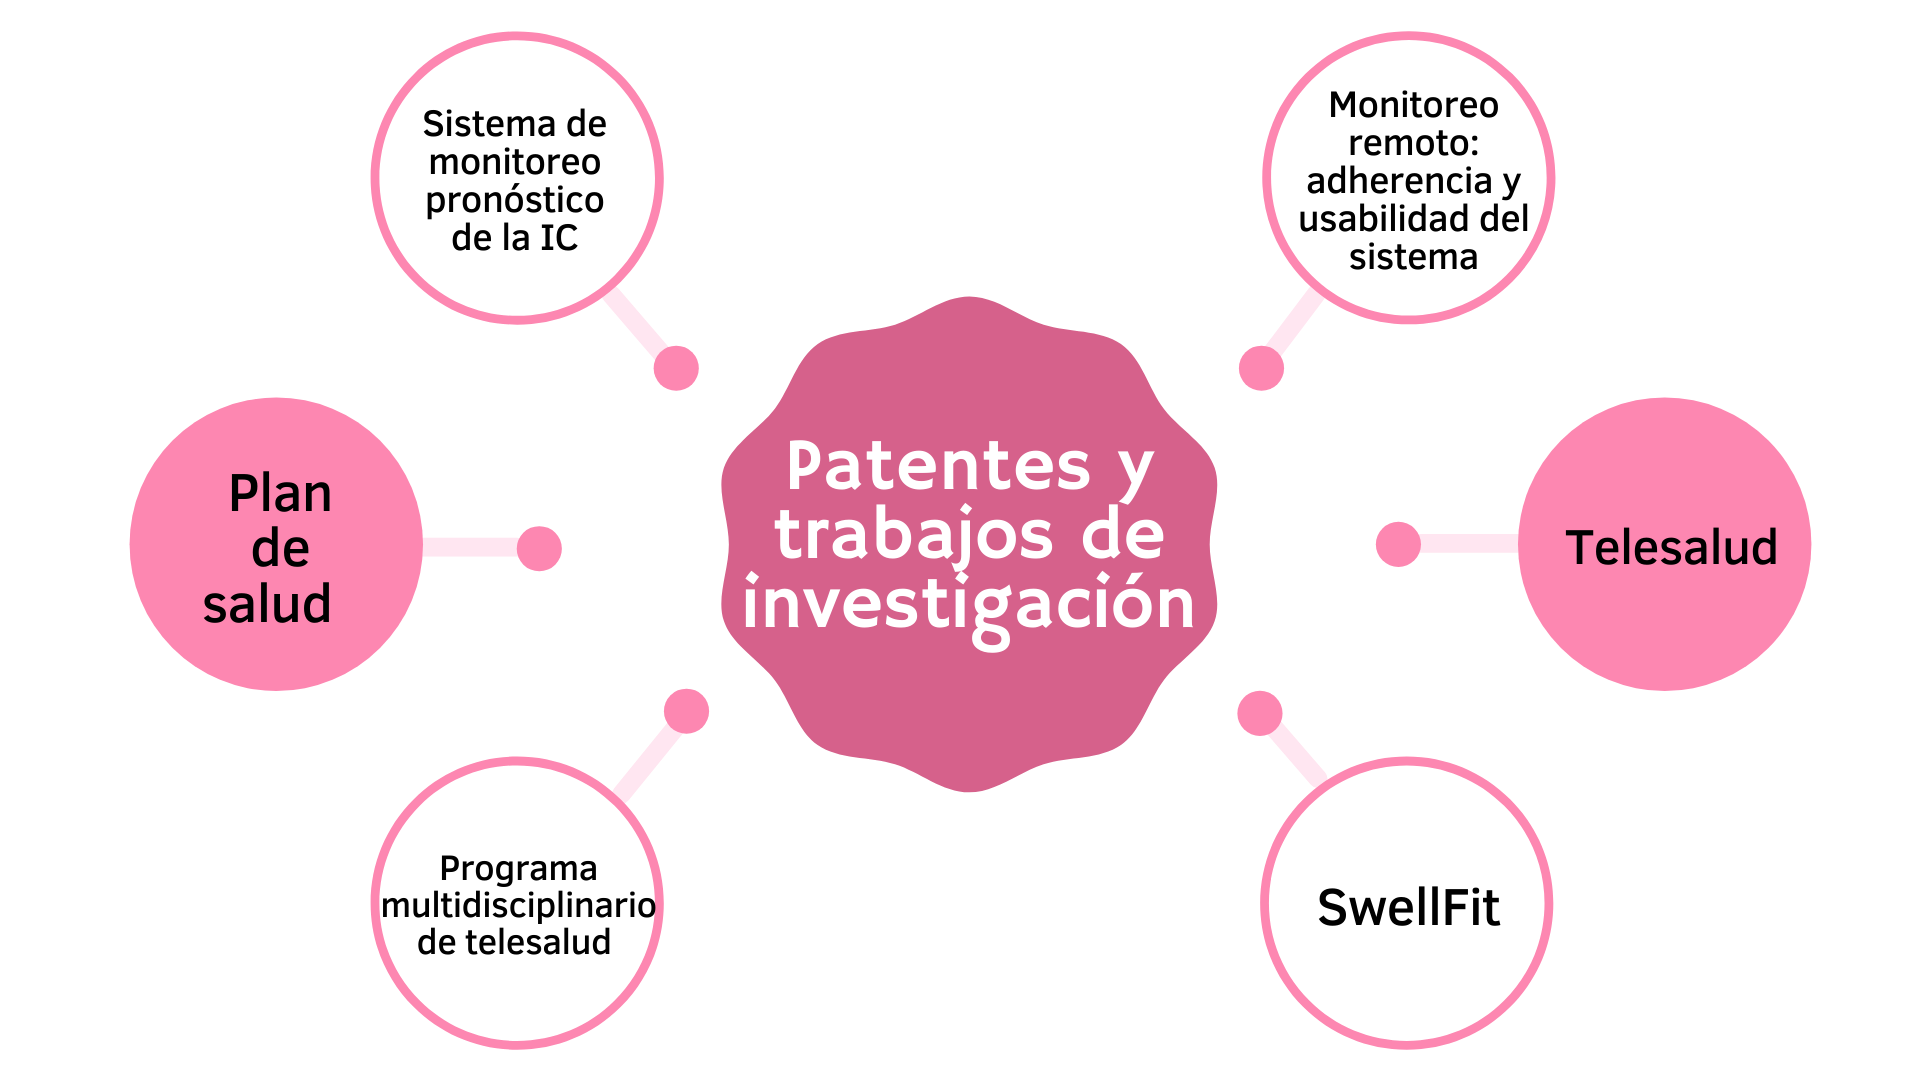 Sistema de
monitoreo
pronóstico
de la IC
Monitoreo
remoto:
adherencia y
usabilidad del
sistema
Plan
de
salud
Patentes y
trabajos de
investigación
Telesalud
Programa
multidisciplinario
de telesalud
SwellFit